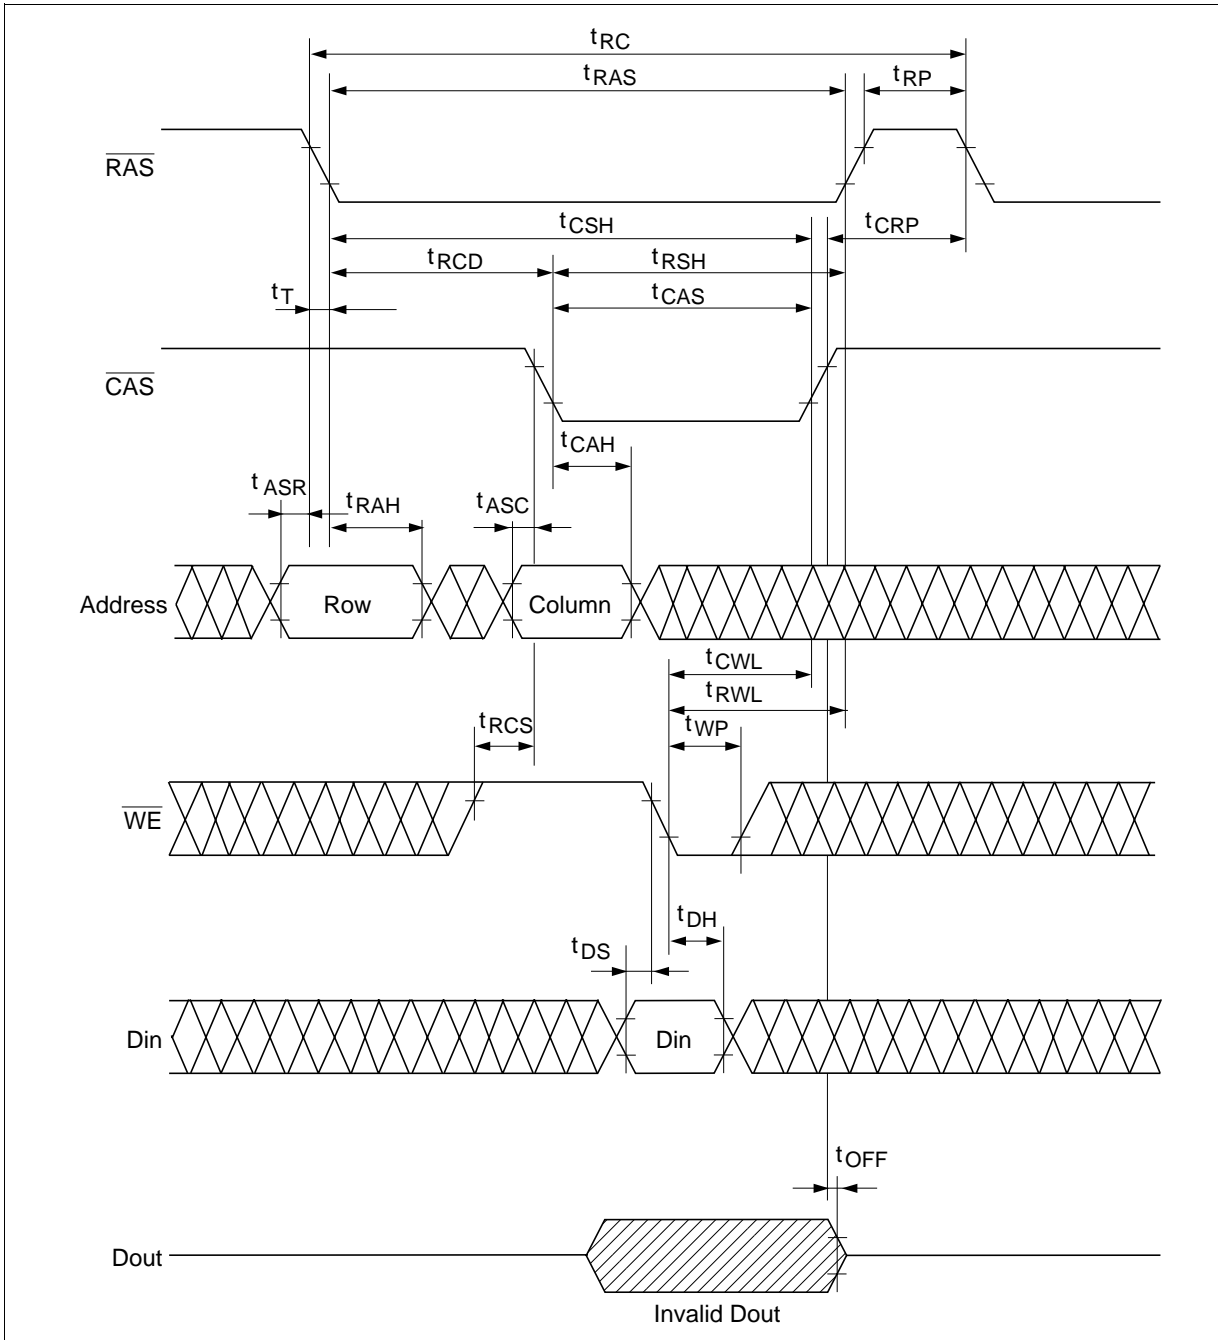 tRC
tRAS
tRP
RAS
tCSH
tCRP
tRCD
tRSH
tT
tCAS
CAS
tCAH
tASR
tRAH
tASC
Address
Row
Column
tCWL
tRWL
tRCS
tWP
WE
tDH
tDS
Din
Din
tOFF
Dout
Invalid Dout